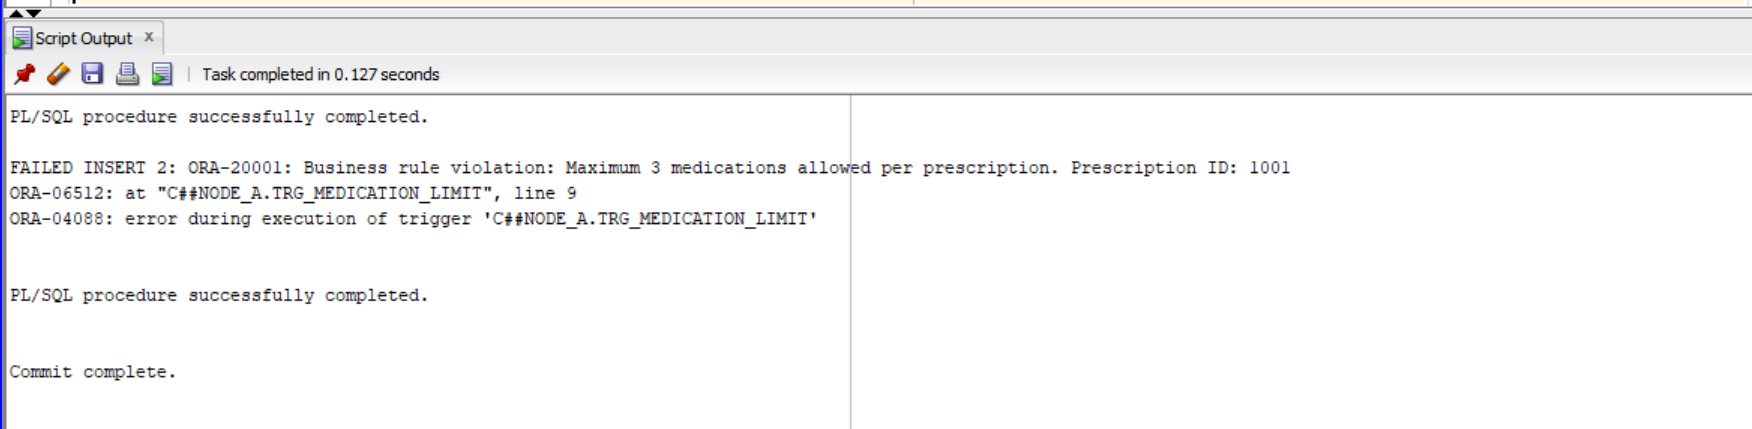 Script Output x
Task completed in 0.127 seconds
PL/SQL procedure successfully completed.
FAILED INSERT 2: ORA-20001: Business rule violation: Maximum 3 medications allowed per prescription. Prescription ID: 1001
ORA-06512: at "C##NODE_A.TRG_MEDICATION_LIMIT", line 9
ORA-04088: error during execution of trigger 'C##NODE_A.TRG_MEDICATION_LIMIT'
PL/SQL procedure successfully completed.
Commit complete.